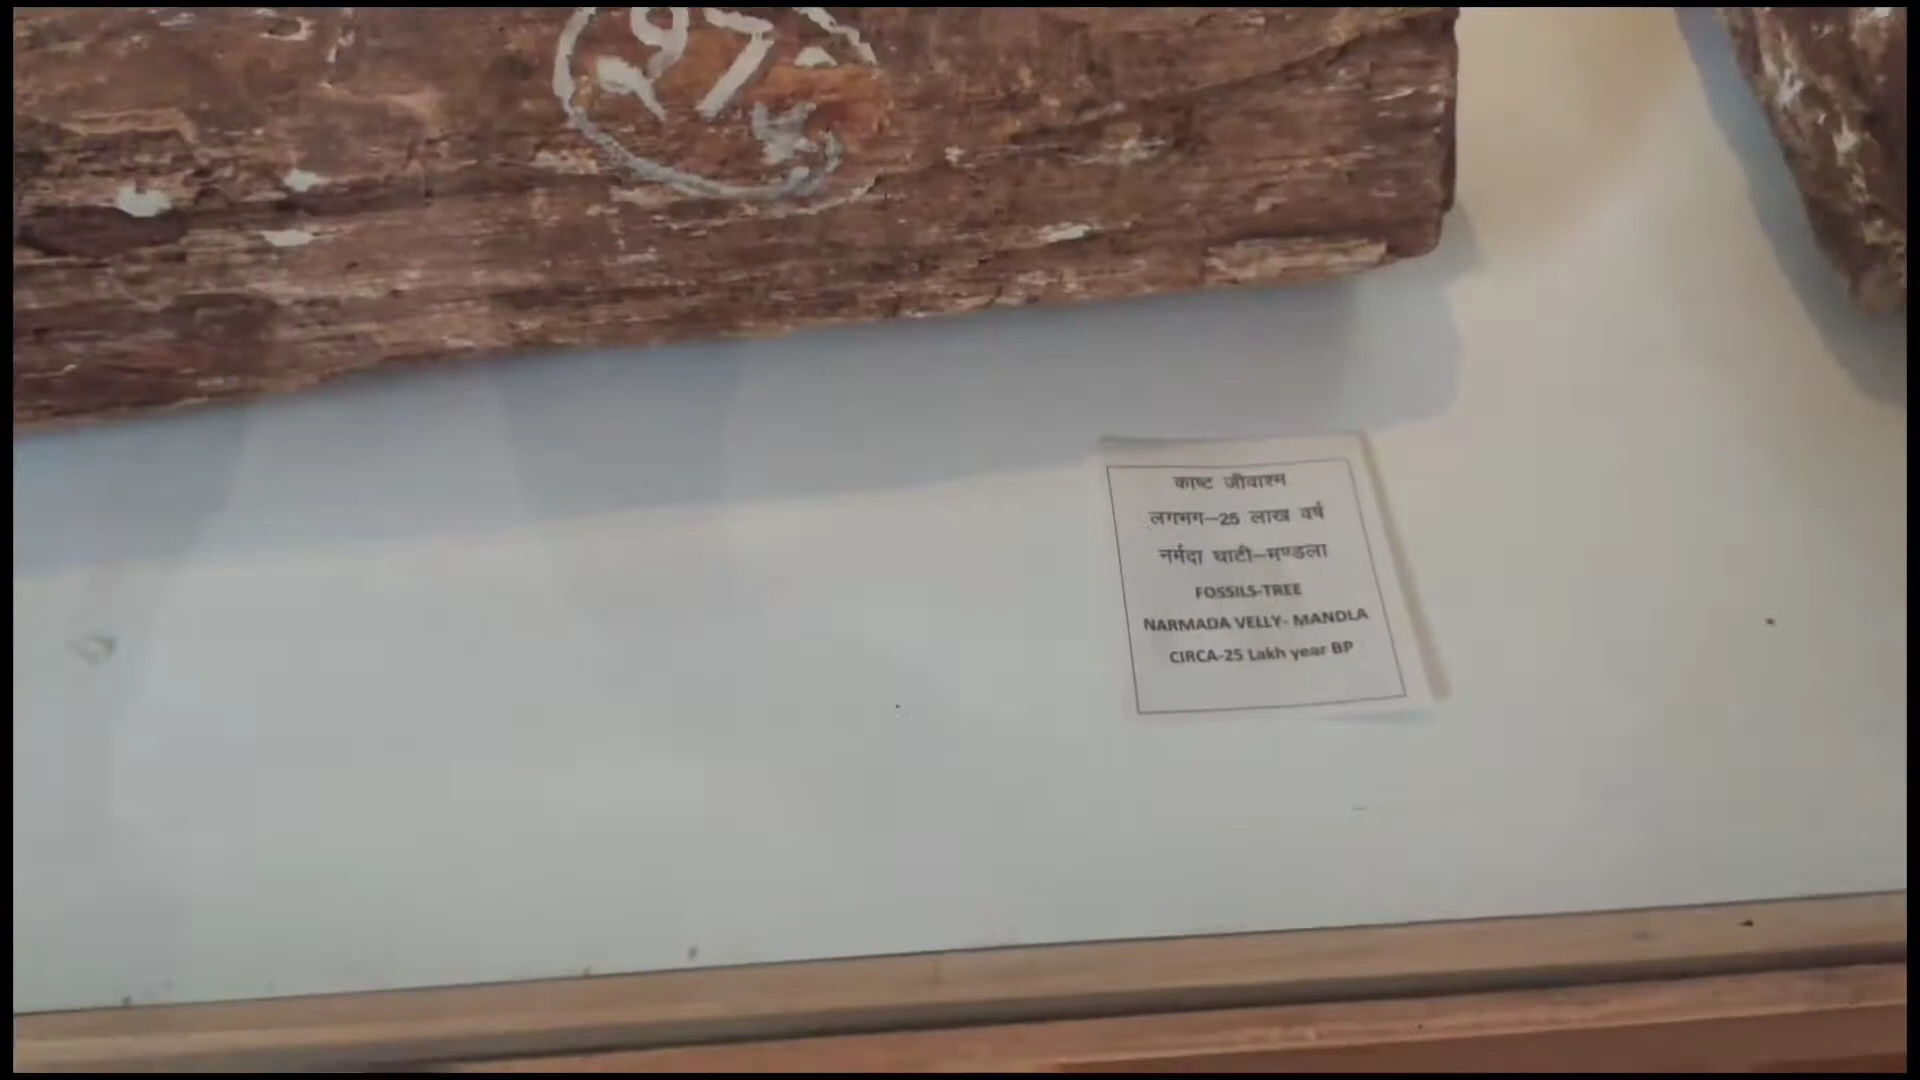 काष्ट जीवाश्म
लगभग–25 लाख वर्ष
नर्मदा घाटी–मण्डला
FOSSILS-TREE
NARMADA VELLY- MANDLA
CIRCA-25 Lakh year BP